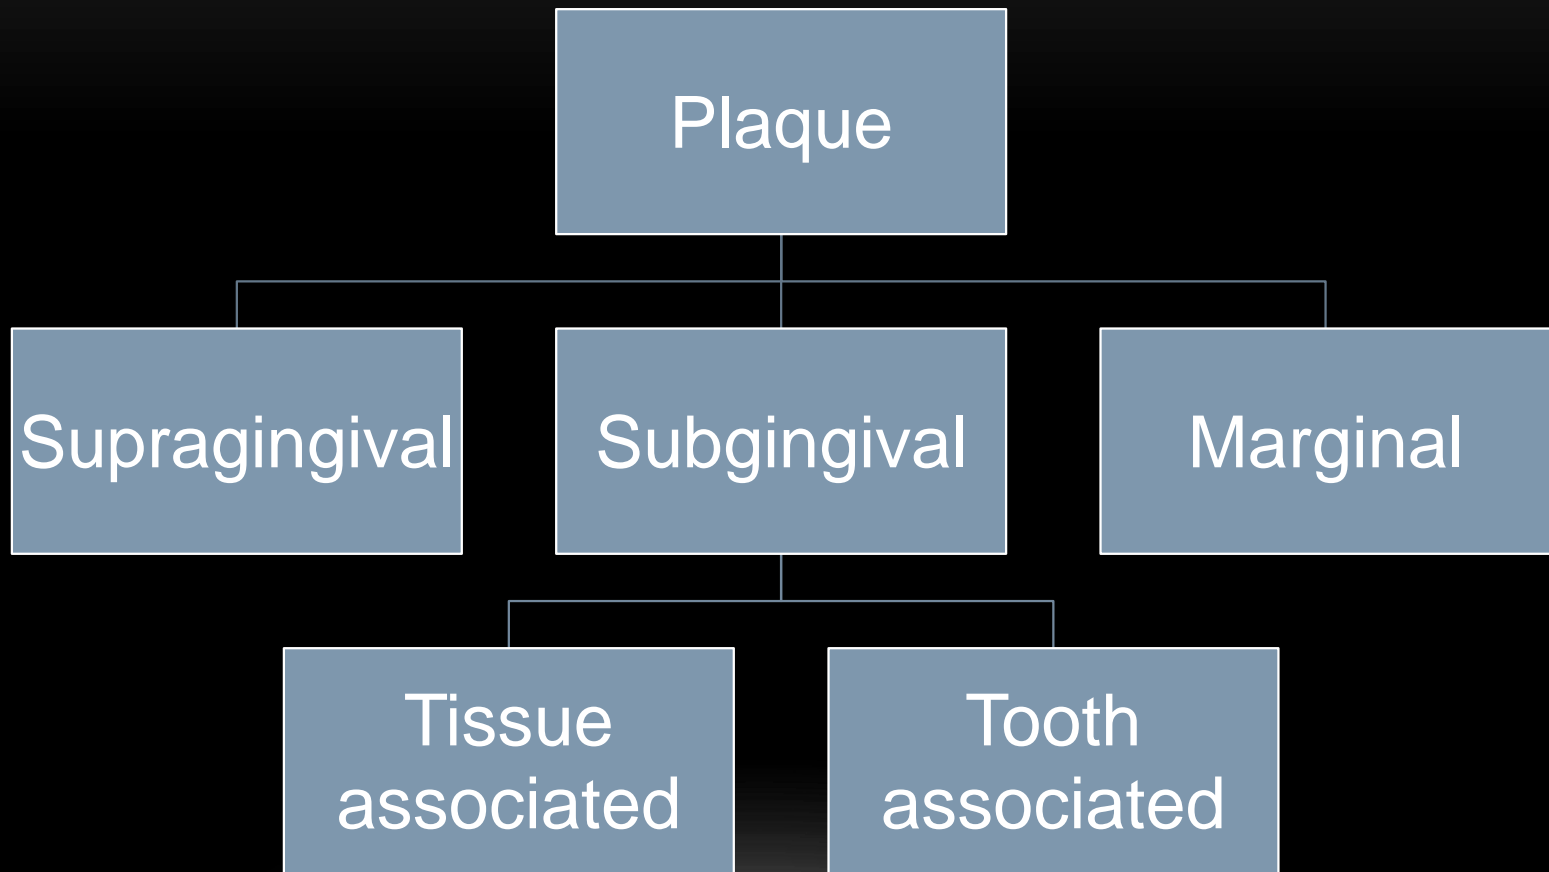 Plaque
Supragingival
Subgingival
Marginal
Tissue
associated
Tooth
associated